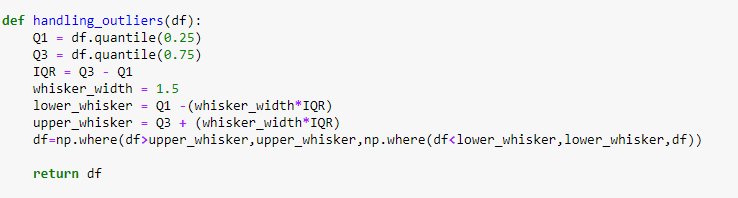 def handling_outliers(df):
    Q1 = df.quantile(0.25)
    Q3 = df.quantile(0.75)
    IQR = Q3 - Q1
    whisker_width = 1.5
    lower_whisker = Q1 -(whisker_width*IQR)
    upper_whisker = Q3 + (whisker_width*IQR)
    df=np.where(df>upper_whisker,upper_whisker,np.where(df<lower_whisker,lower_whisker,df))
    return df